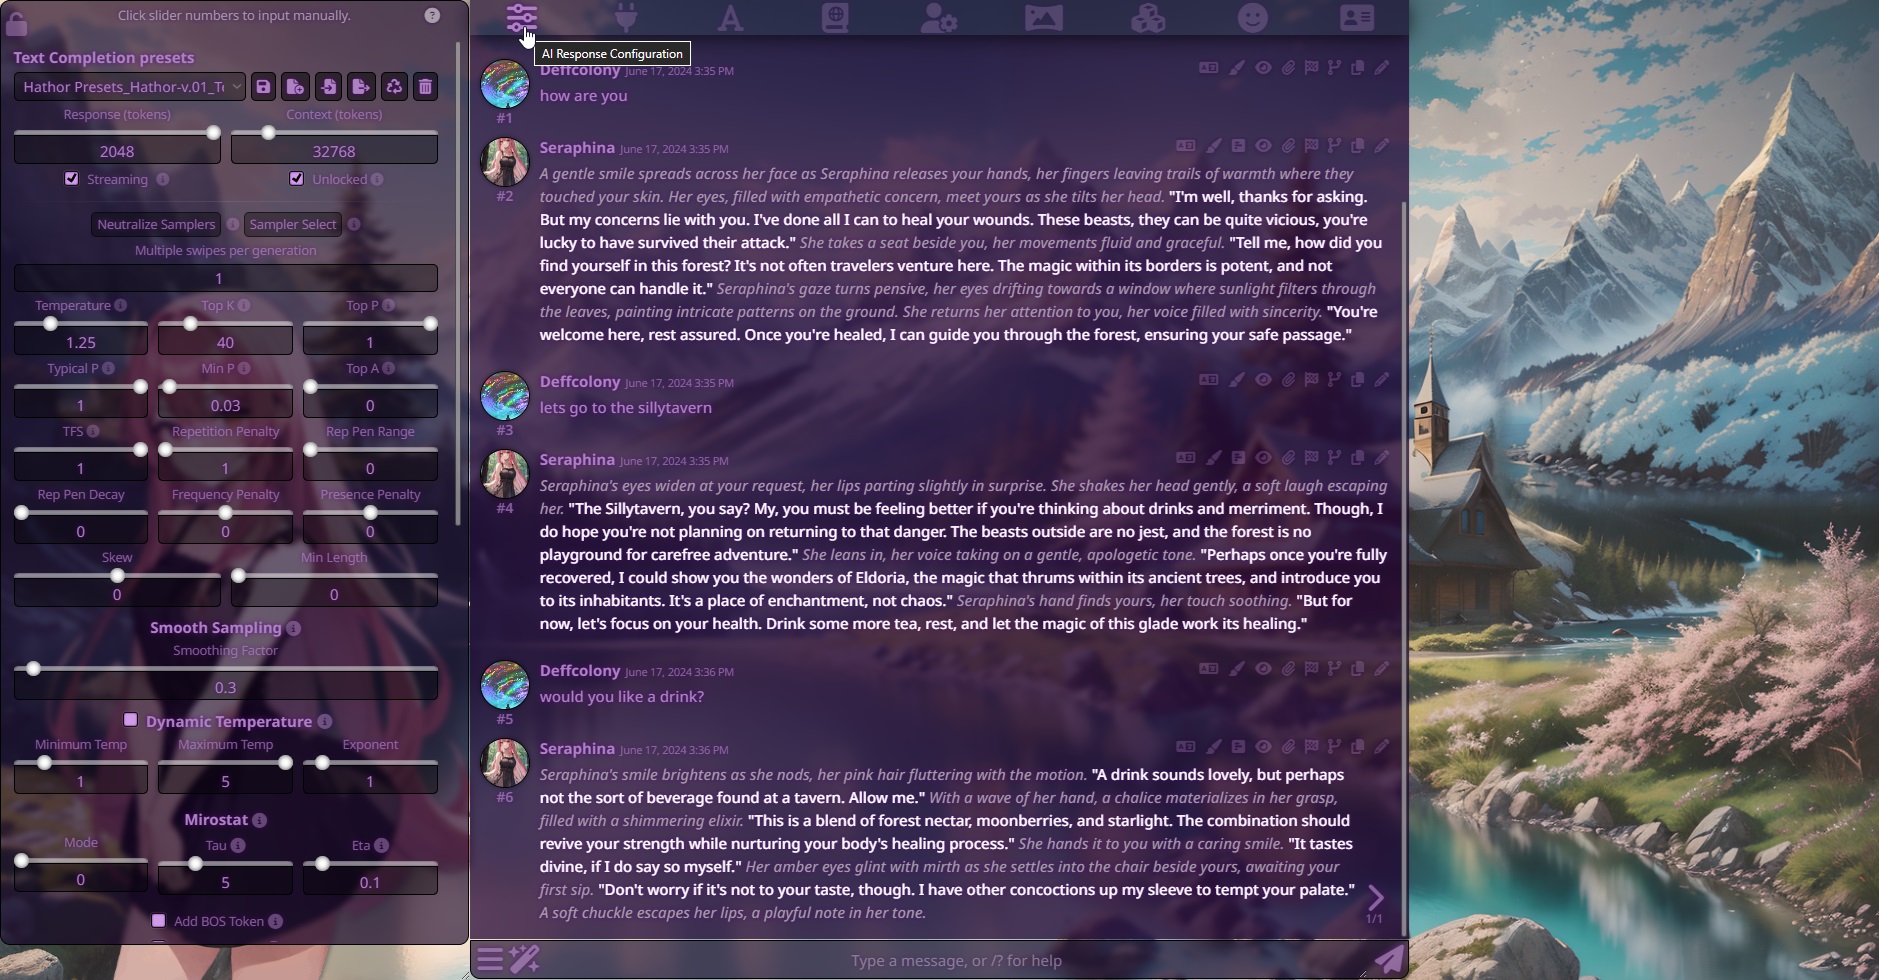 Click slider numbers to input manually.
?
Text Completion presets
Hathor Presets_Hathor-v.01_T
Response (tokens)
Context (tokens)
2048
32768
Streaming
Unlocked
Neutralize Samplers
Sampler Select
Multiple swipes per generation
1
Temperature
Top K
Top P
1.25
40
1
Typical P
Min P
Top A
1
0.03
0
TFS
Repetition Penalty
Rep Pen Range
1
1
0
Rep Pen Decay
Frequency Penalty
Presence Penalty
0
0
0
Skew
Min Length
0
0
Smooth Sampling
Smoothing Factor
0.3
Dynamic Temperature
Minimum Temp
Maximum Temp
Exponent
1
5
1
Mirostat
Mode
Tau
Eta
0
5
0.1
Add BOS Token
AI Response Configuration
Deffcolony June 17, 2024 3:35 PM
how are you
#1
Seraphina June 17, 2024 3:35 PM
A gentle smile spreads across her face as Seraphina releases your hands, her fingers leaving trails of warmth where they
touched your skin. Her eyes, filled with empathetic concern, meet yours as she tilts her head. "I'm well, thanks for asking.
But my concerns lie with you. I've done all I can to heal your wounds. These beasts, they can be quite vicious, you're
lucky to have survived their attack." She takes a seat beside you, her movements fluid and graceful. "Tell me, how did you
find yourself in this forest? It's not often travelers venture here. The magic within its borders is potent, and not
everyone can handle it." Seraphina's gaze turns pensive, her eyes drifting towards a window where sunlight filters through
the leaves, painting intricate patterns on the ground. She returns her attention to you, her voice filled with sincerity. "You're
welcome here, rest assured. Once you're healed, I can guide you through the forest, ensuring your safe passage."
#2
Deffcolony June 17, 2024 3:35 PM
lets go to the sillytavern
#3
Seraphina June 17, 2024 3:35 PM
Seraphina's eyes widen at your request, her lips parting slightly in surprise. She shakes her head gently, a soft laugh escaping
her. "The Sillytavern, you say? My, you must be feeling better if you're thinking about drinks and merriment. Though, I
do hope you're not planning on returning to that danger. The beasts outside are no jest, and the forest is no
playground for carefree adventure." She leans in, her voice taking on a gentle, apologetic tone. "Perhaps once you're fully
recovered, I could show you the wonders of Eldoria, the magic that thrums within its ancient trees, and introduce you
to its inhabitants. It's a place of enchantment, not chaos." Seraphina's hand finds yours, her touch soothing. "But for
now, let's focus on your health. Drink some more tea, rest, and let the magic of this glade work its healing."
#4
Deffcolony June 17, 2024 3:36 PM
would you like a drink?
#5
Seraphina June 17, 2024 3:36 PM
Seraphina's smile brightens as she nods, her pink hair fluttering with the motion. "A drink sounds lovely, but perhaps
not the sort of beverage found at a tavern. Allow me." With a wave of her hand, a chalice materializes in her grasp,
filled with a shimmering elixir. "This is a blend of forest nectar, moonberries, and starlight. The combination should
revive your strength while nurturing your body's healing process." She hands it to you with a caring smile. "It tastes
divine, if I do say so myself." Her amber eyes glint with mirth as she settles into the chair beside yours, awaiting your
first sip. "Don't worry if it's not to your taste, though. I have other concoctions up my sleeve to tempt your palate."
A soft chuckle escapes her lips, a playful note in her tone.
#6
1/1
Type a message, or /? for help